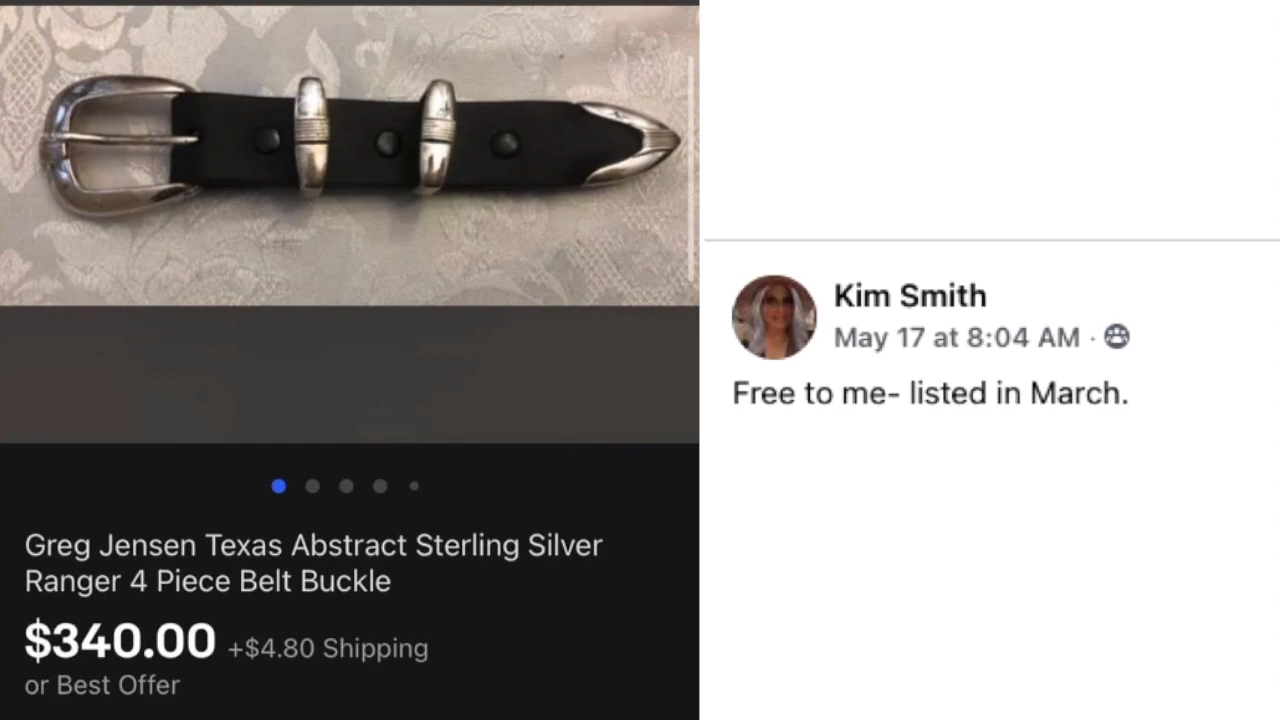 Greg Jensen Texas Abstract Sterling Silver
Ranger 4 Piece Belt Buckle
$340.00 +$4.80 Shipping
or Best Offer
Kim Smith
May 17 at 8:04 AM ·
Free to me- listed in March.